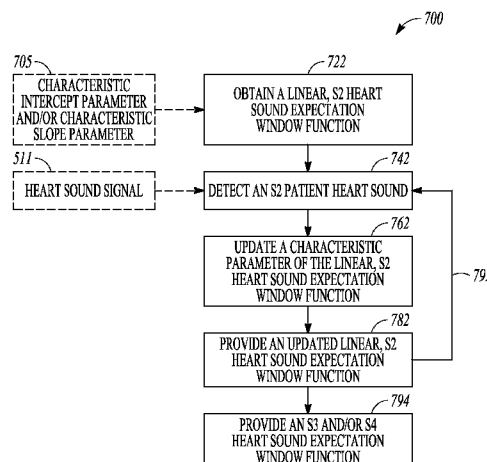 700
705
CHARACTERISTIC
INTERCEPT PARAMETER
AND/OR CHARACTERISTIC
SLOPE PARAMETER
722
OBTAIN A LINEAR, S2 HEART
SOUND EXPECTATION
WINDOW FUNCTION
511
HEART SOUND SIGNAL
742
DETECT AN S2 PATIENT HEART SOUND
762
UPDATE A CHARACTERISTIC
PARAMETER OF THE LINEAR, S2
HEART SOUND EXPECTATION
WINDOW FUNCTION
79
782
PROVIDE AN UPDATED LINEAR, S2
HEART SOUND EXPECTATION
WINDOW FUNCTION
794
PROVIDE AN S3 AND/OR S4
HEART SOUND EXPECTATION
WINDOW FUNCTION